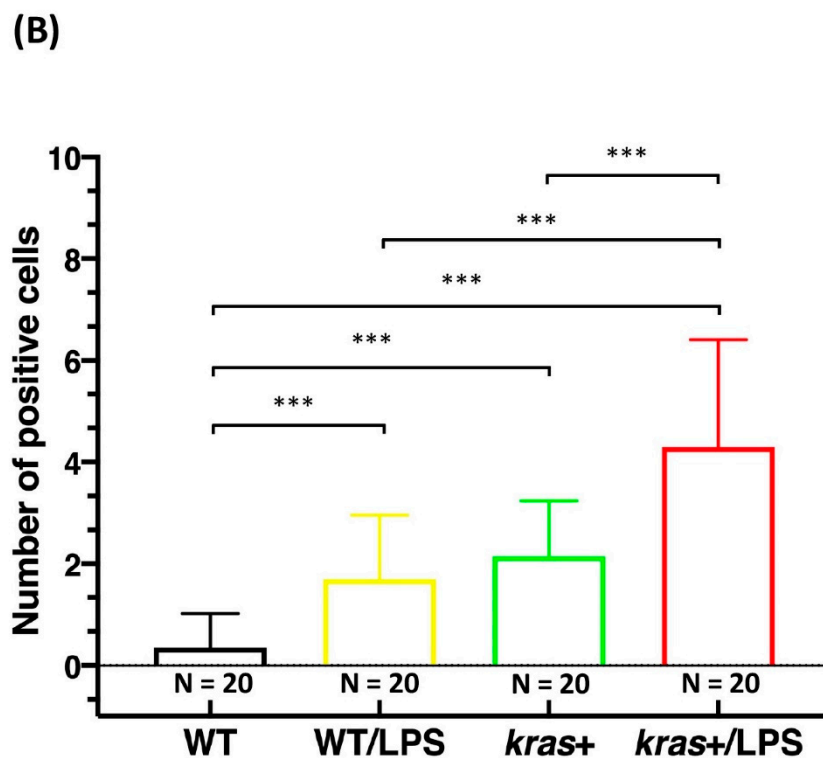 (B)
Number of positive cells
10
8
6
4
2
0
***
***
***
***
***
N = 20
N = 20
N = 20
N = 20
WT
WT/LPS
kras+
kras+/LPS